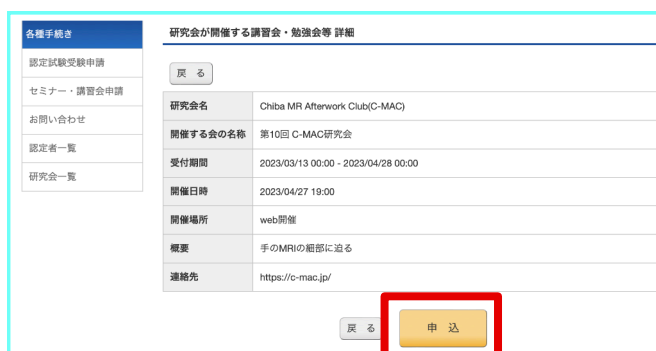 各種手続き
認定試験受験申請
セミナー・講習会申請
お問い合わせ
認定者一覧
研究会一覧
研究会が開催する講習会・勉強会等 詳細
戻 る
研究会名 Chiba MR Afterwork Club(C-MAC)
開催する会の名称 第10回 C-MAC研究会
受付期間 2023/03/13 00:00 - 2023/04/28 00:00
開催日時 2023/04/27 19:00
開催場所 web開催
概要 手のMRIの細部に迫る
連絡先 https://c-mac.jp/
戻 る 申 込